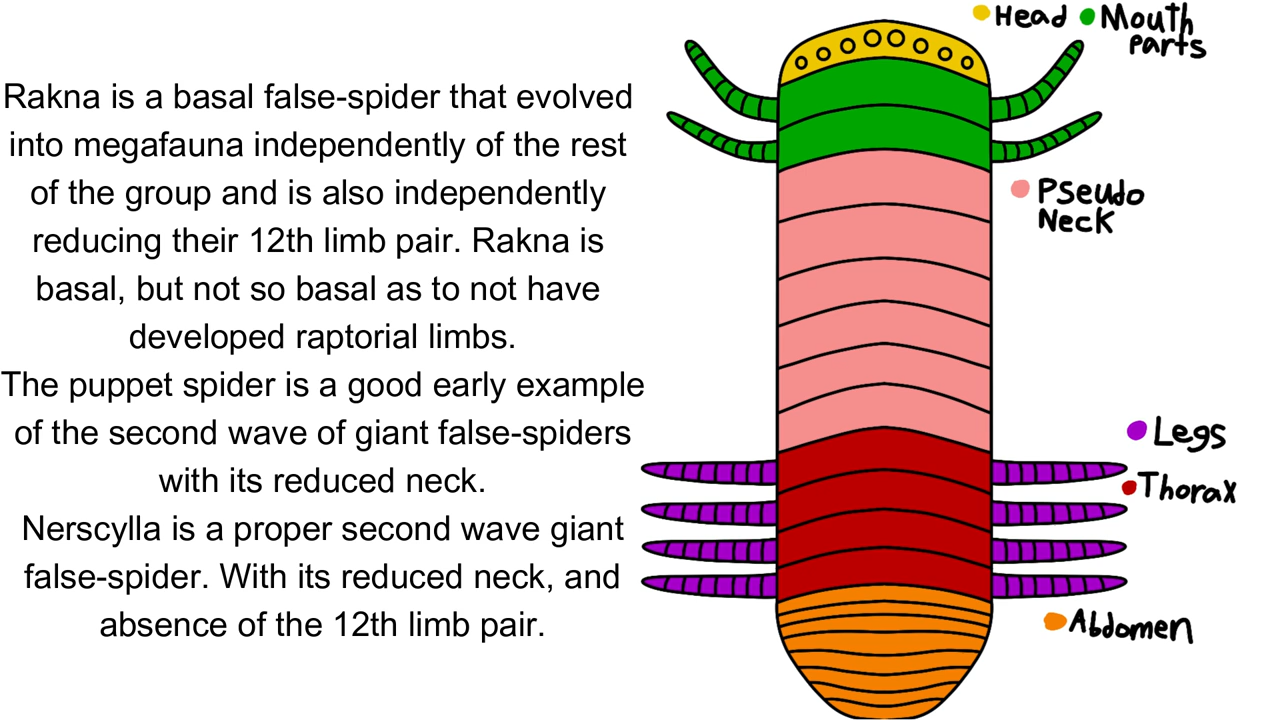 Rakna is a basal false-spider that evolved
into megafauna independently of the rest
of the group and is also independently
reducing their 12th limb pair. Rakna is
basal, but not so basal as to not have
developed raptorial limbs.
The puppet spider is a good early example
of the second wave of giant false-spiders
with its reduced neck.
Nerscylla is a proper second wave giant
false-spider. With its reduced neck, and
absence of the 12th limb pair.
Head
Mouth
parts
Pseudo
Neck
Legs
Thorax
Abdomen